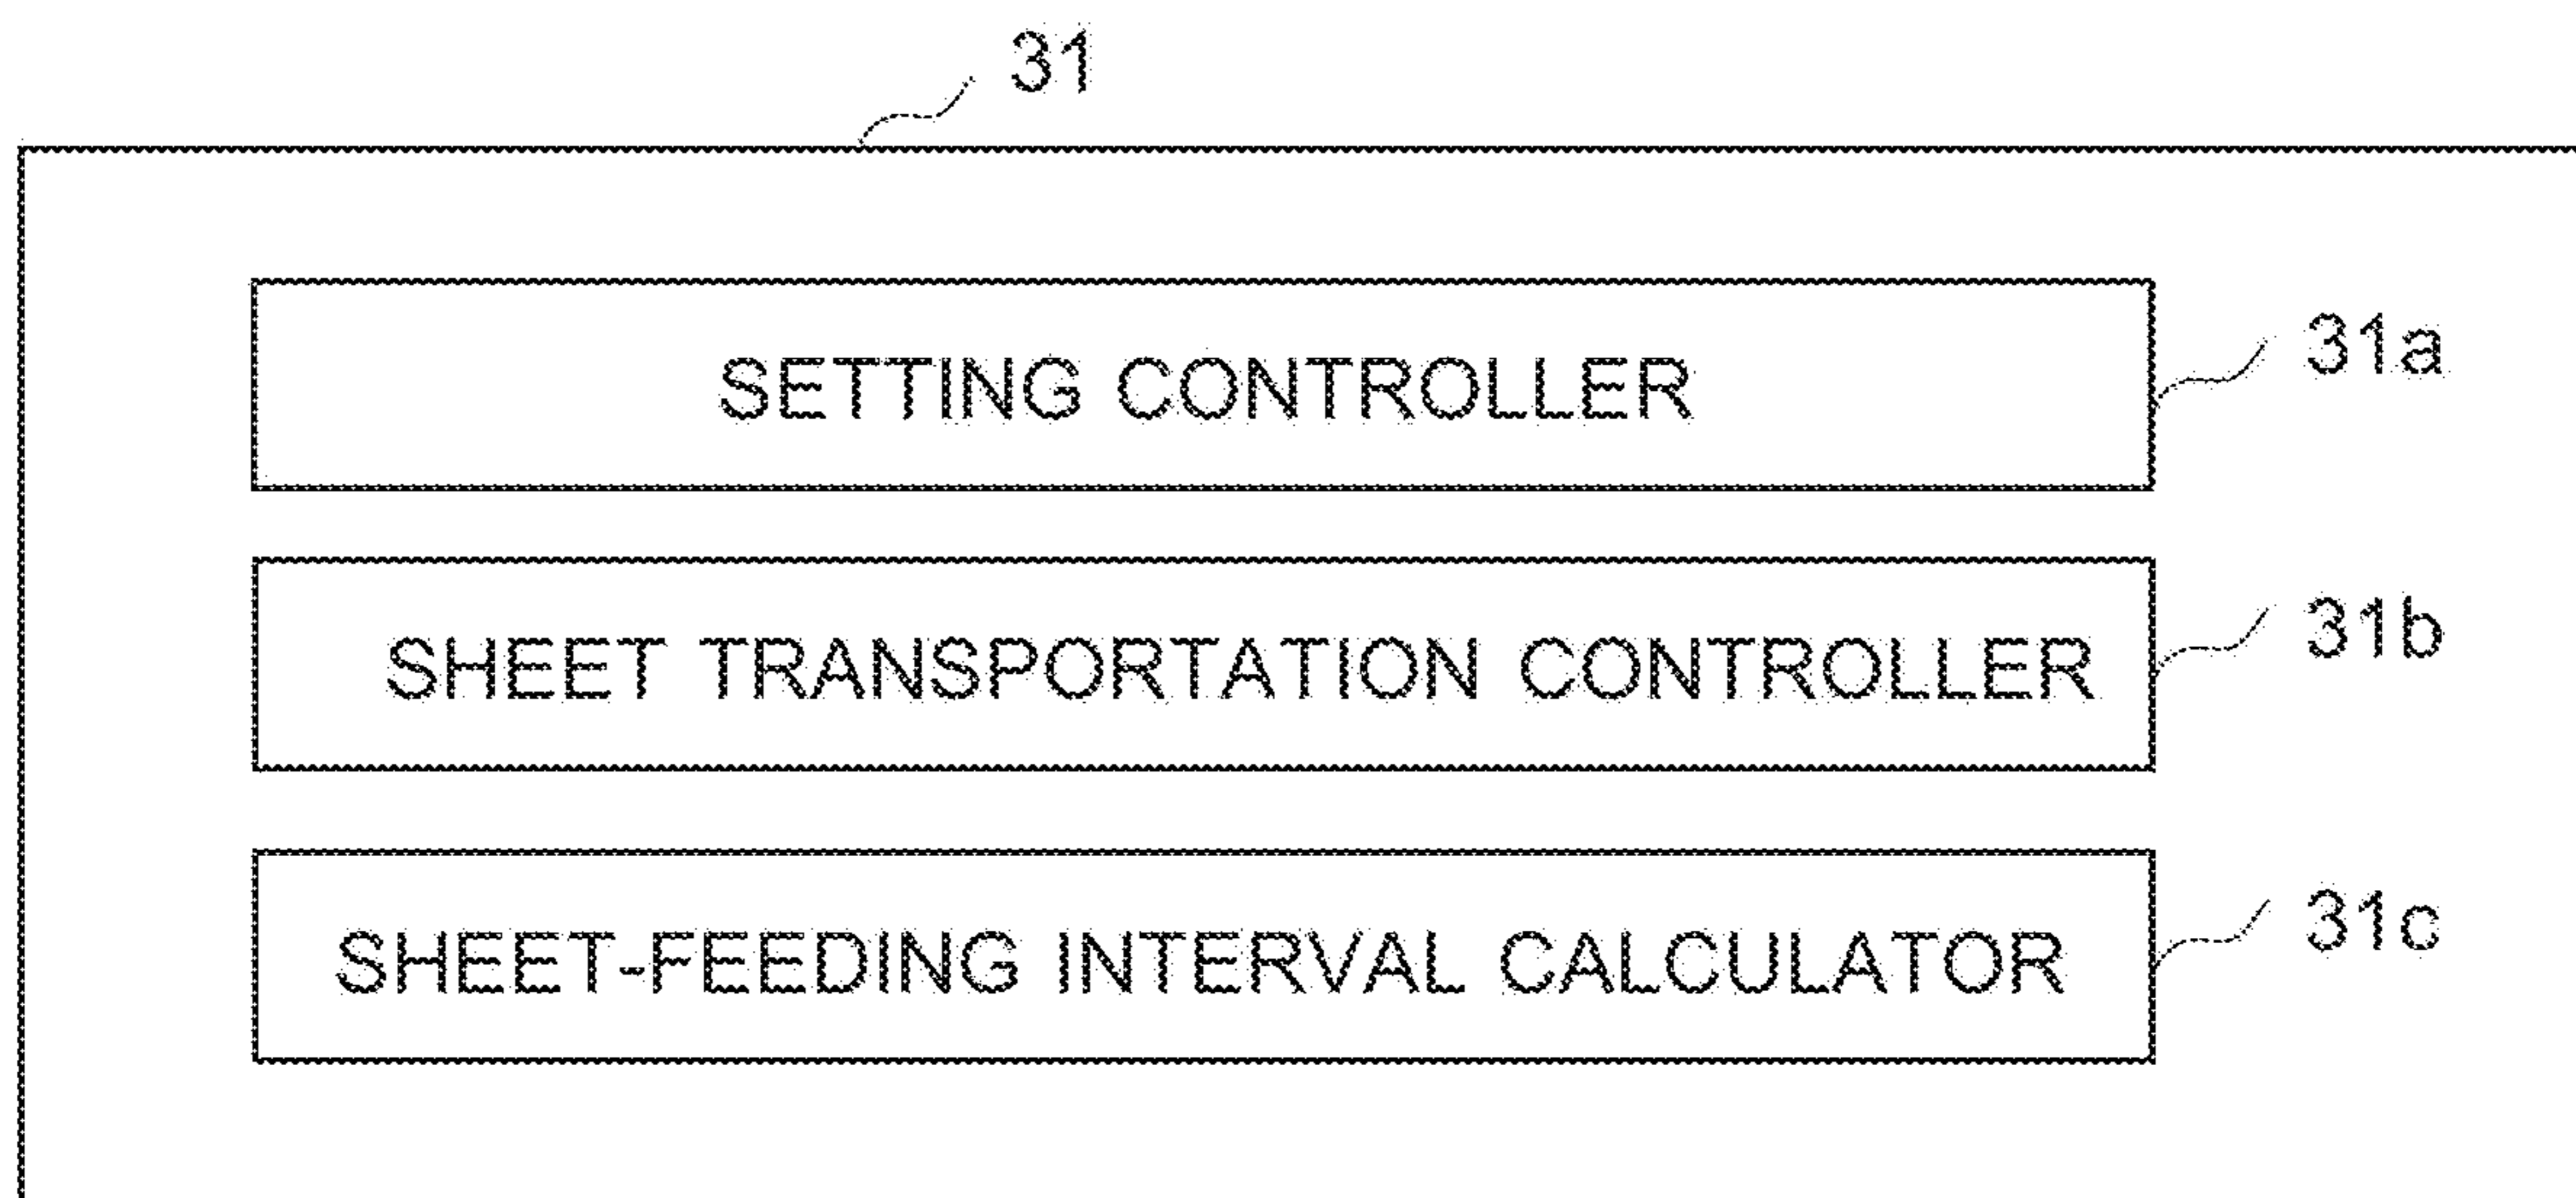 31
SETTING CONTROLLER
31a
SHEET TRANSPORTATION CONTROLLER
31b
SHEET-FEEDING INTERVAL CALCULATOR
31c